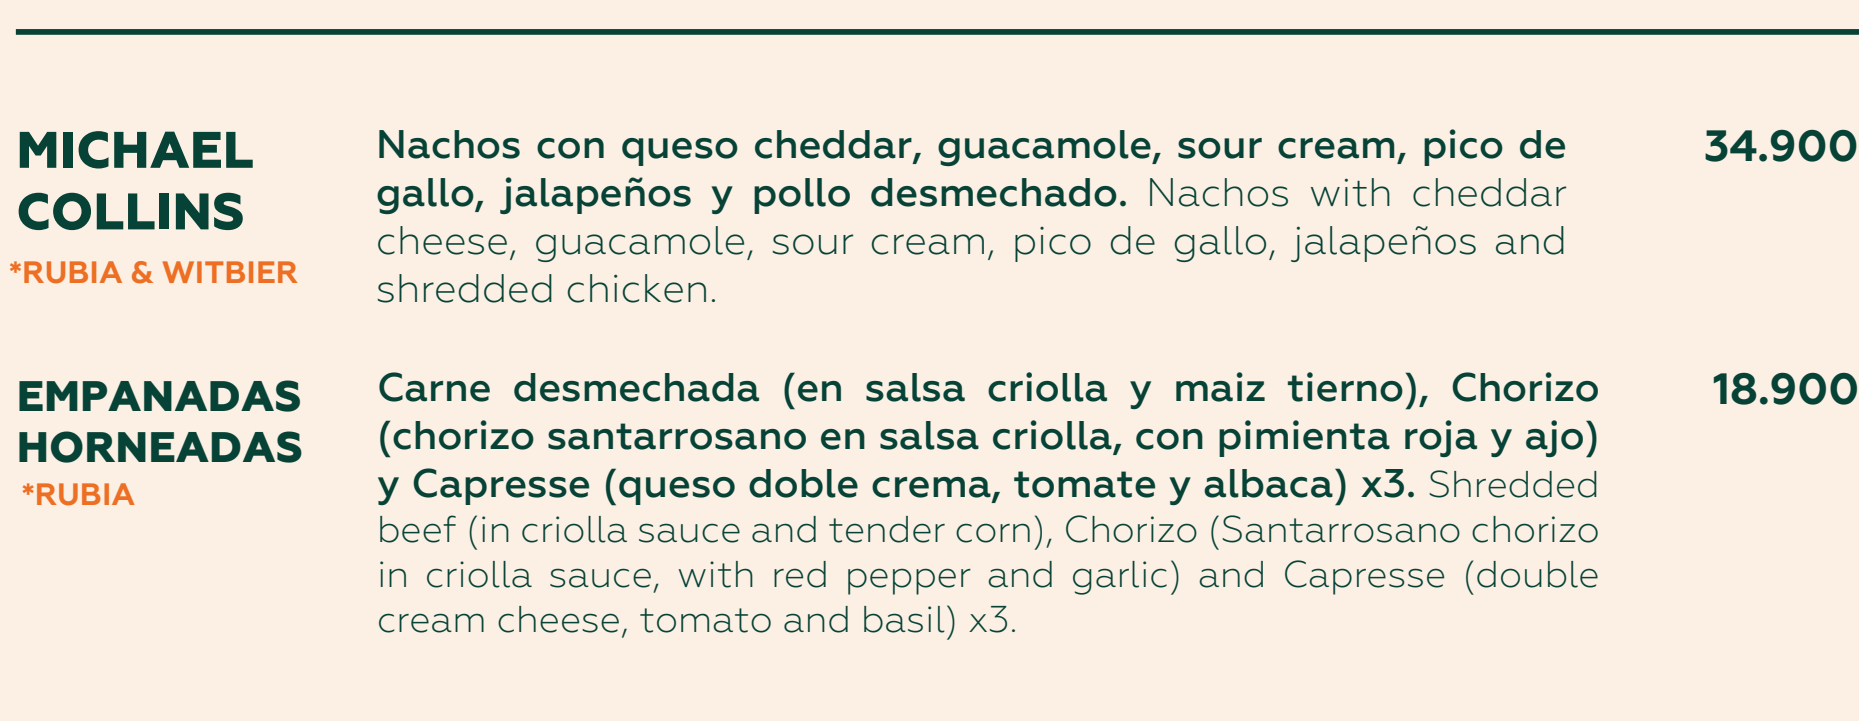 MICHAEL
COLLINS
*RUBIA & WITBIER
Nachos con queso cheddar, guacamole, sour cream, pico de
gallo, jalapeños y pollo desmechado. Nachos with cheddar
cheese, guacamole, sour cream, pico de gallo, jalapeños and
shredded chicken.
34.900
EMPANADAS
HORNEADAS
*RUBIA
Carne desmechada (en salsa criolla y maiz tierno), Chorizo
(chorizo santarrosano en salsa criolla, con pimienta roja y ajo)
y Capresse (queso doble crema, tomate y albaca) x3. Shredded
beef (in criolla sauce and tender corn), Chorizo (Santarrosano chorizo
in criolla sauce, with red pepper and garlic) and Capresse (double
cream cheese, tomato and basil) x3.
18.900